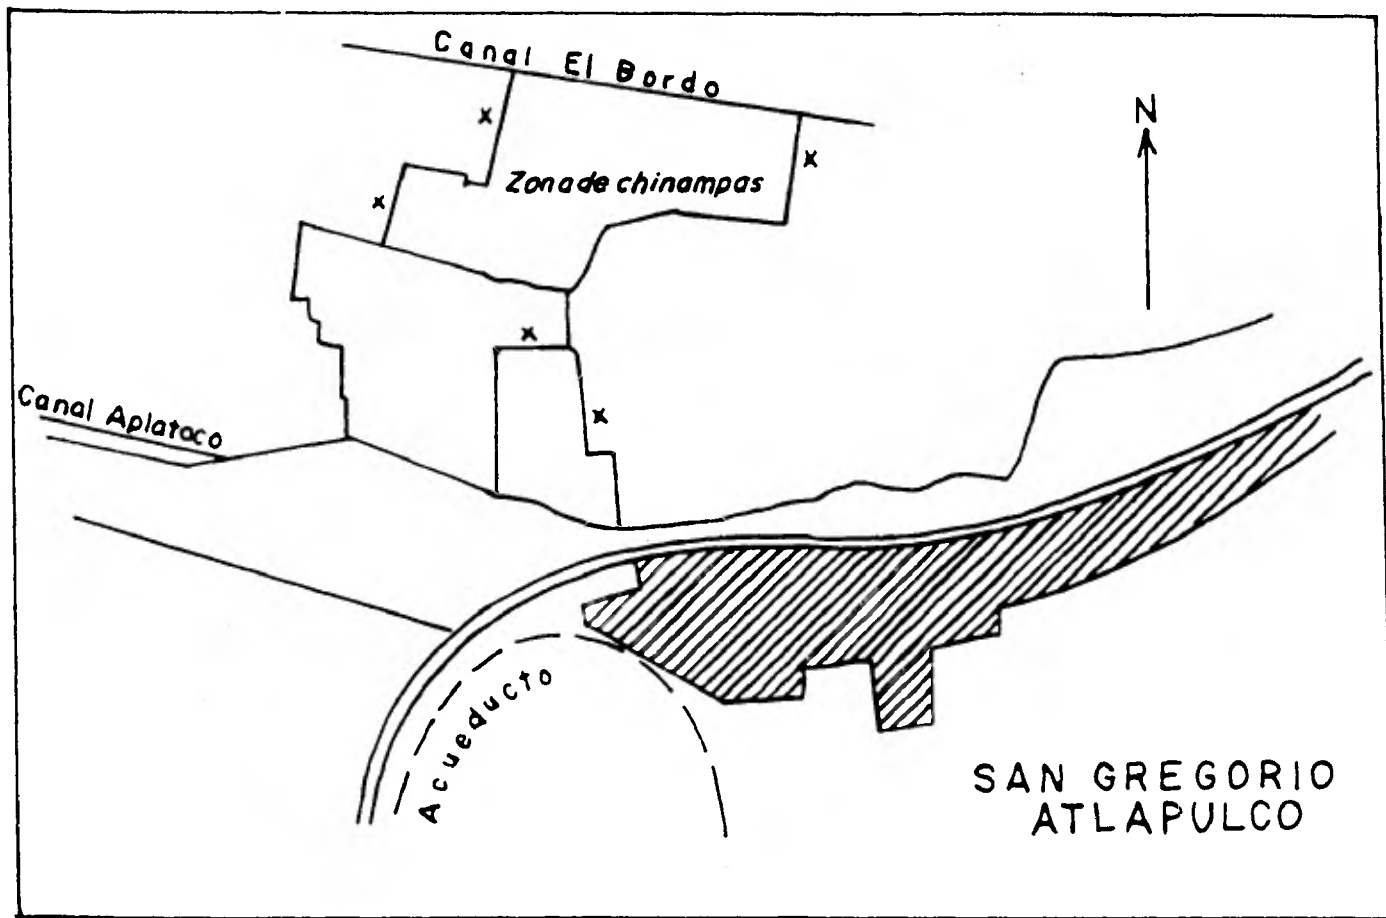 Canal El Bordo
N
x
x
Zona de chinampas
x
x
Canal Aplatoco
x
Acueducto
SAN GREGORIO
ATLAPULCO